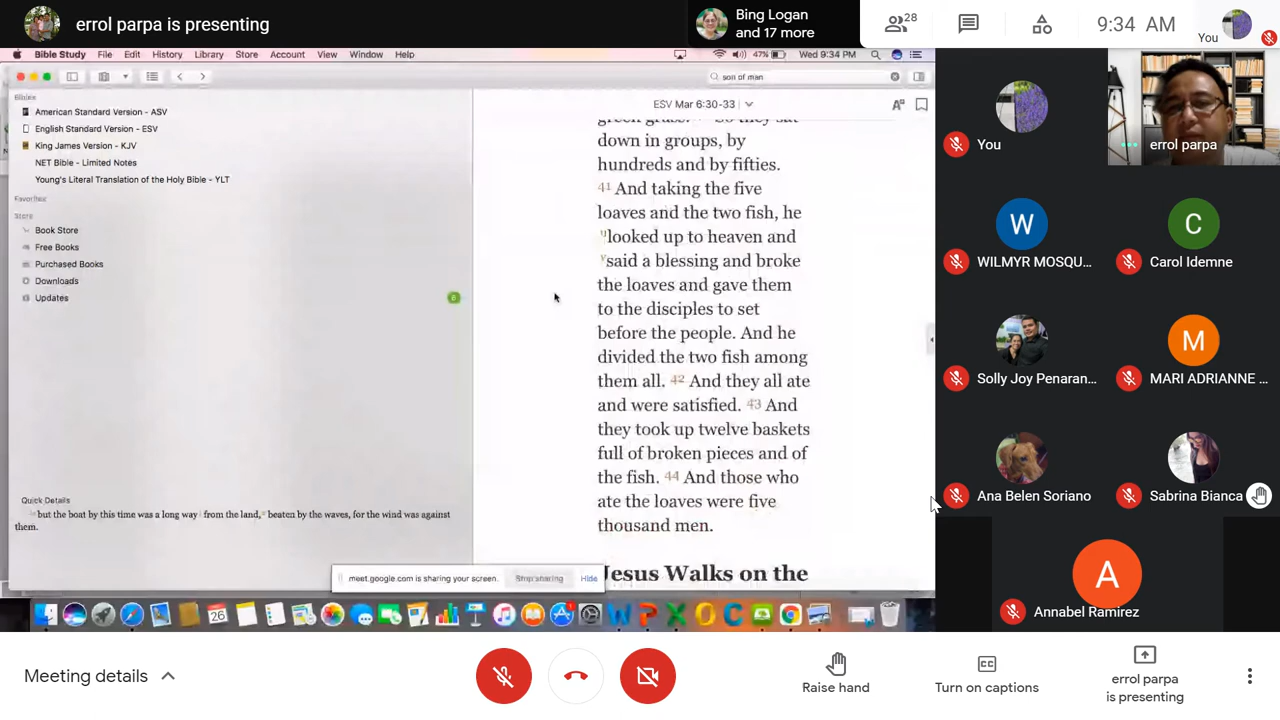 errol parpa is presenting
Bing Logan
and 17 more
28
9:34 AM
You
Bible Study File Edit History Library Store Account View Window Help
47% Wed 9:34 PM
son of man
Bibles
American Standard Version - ASV
English Standard Version - ESV
King James Version - KJV
NET Bible - Limited Notes
Young's Literal Translation of the Holy Bible - YLT
Favorites
Store
Book Store
Free Books
Purchased Books
Downloads
Updates
Quick Details
but the boat by this time was a long way from the land, beaten by the waves, for the wind was against
them.
ESV Mar 6:30-33
green grass. So they sat
down in groups, by
hundreds and by fifties.
41 And taking the five
loaves and the two fish, he
u looked up to heaven and
v said a blessing and broke
the loaves and gave them
to the disciples to set
before the people. And he
divided the two fish among
them all. 42 And they all ate
and were satisfied. 43 And
they took up twelve baskets
full of broken pieces and of
the fish. 44 And those who
ate the loaves were five
thousand men.
Jesus Walks on the
meet.google.com is sharing your screen. Stop sharing Hide
26
You
errol parpa
W
WILMYR MOSQU...
C
Carol Idemne
Solly Joy Penaran...
M
MARI ADRIANNE ...
Ana Belen Soriano
Sabrina Bianca
A
Annabel Ramirez
Meeting details
Raise hand
CC
Turn on captions
errol parpa
is presenting